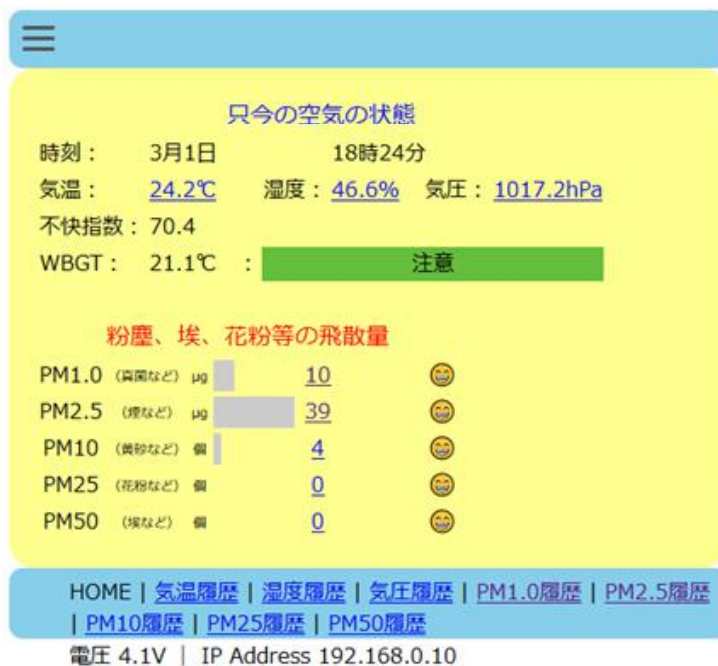 只今の空気の状態
時刻： 3月1日 18時24分
気温： 24.2℃ 湿度：46.6% 気圧：1017.2hPa
不快指数：70.4
WBGT： 21.1℃ ： 注意
粉塵、埃、花粉等の飛散量
PM1.0 （真菌など） μg 10
PM2.5 （煙など） μg 39
PM10 （黄砂など） 個 4
PM25 （花粉など） 個 0
PM50 （埃など） 個 0
HOME | 気温履歴 | 湿度履歴 | 気圧履歴 | PM1.0履歴 | PM2.5履歴
| PM10履歴 | PM25履歴 | PM50履歴
電圧 4.1V | IP Address 192.168.0.10